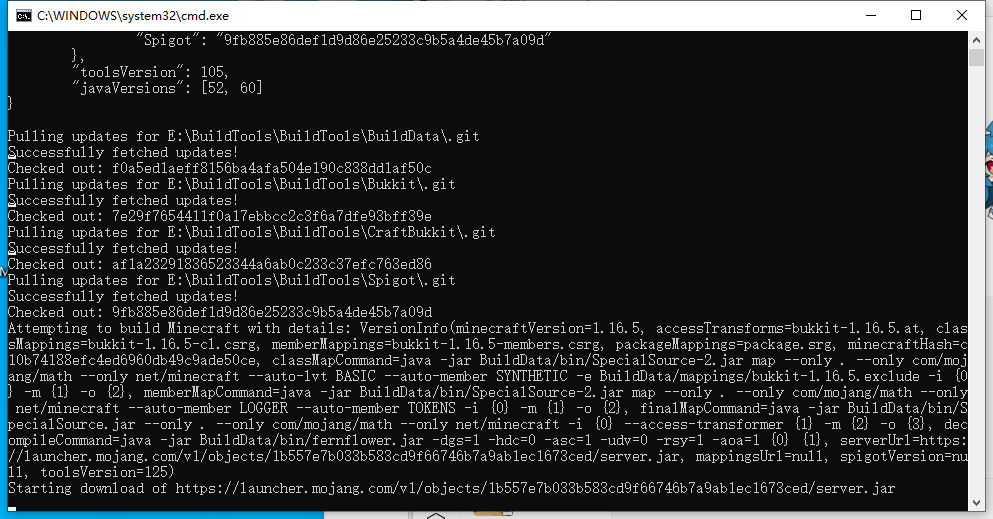 C:\WINDOWS\system32\cmd.exe
"Spigot": "9fb885e86def1d9d86e25233c9b5a4de45b7a09d"
},
"toolsVersion": 105,
"javaVersions": [52, 60]
}
Pulling updates for E:\BuildTools\BuildTools\BuildData\.git
Successfully fetched updates!
Checked out: f0a5ed1aeff8156ba4afa504e190c838dd1af50c
Pulling updates for E:\BuildTools\BuildTools\Bukkit\.git
Successfully fetched updates!
Checked out: 7e29f7654411f0a17ebbcc2c3f6a7dfe93bff39e
Pulling updates for E:\BuildTools\BuildTools\CraftBukkit\.git
Successfully fetched updates!
Checked out: af1a23291836523344a6ab0c233c37efc763ed86
Pulling updates for E:\BuildTools\BuildTools\Spigot\.git
Successfully fetched updates!
Checked out: 9fb885e86def1d9d86e25233c9b5a4de45b7a09d
Attempting to build Minecraft with details: VersionInfo(minecraftVersion=1.16.5, accessTransforms=bukkit-1.16.5.at, clas
sMappings=bukkit-1.16.5-cl.csrg, memberMappings=bukkit-1.16.5-members.csrg, packageMappings=package.srg, minecraftHash=c
10b74188efc4ed6960db49c9ade50ce, classMapCommand=java -jar BuildData/bin/SpecialSource-2.jar map --only . --only com/moj
ang/math --only net/minecraft --auto-lvt BASIC --auto-member SYNTHETIC -e BuildData/mappings/bukkit-1.16.5.exclude -i {0
} -m {1} -o {2}, memberMapCommand=java -jar BuildData/bin/SpecialSource-2.jar map --only . --only com/mojang/math --only
net/minecraft --auto-member LOGGER --auto-member TOKENS -i {0} -m {1} -o {2}, finalMapCommand=java -jar BuildData/bin/S
pecialSource.jar --only . --only com/mojang/math --only net/minecraft -i {0} --access-transformer {1} -m {2} -o {3}, dec
ompileCommand=java -jar BuildData/bin/fernflower.jar -dgs=1 -hdc=0 -asc=1 -udv=0 -rsy=1 -aoa=1 {0} {1}, serverUrl=https:
//launcher.mojang.com/v1/objects/1b557e7b033b583cd9f66746b7a9ab1ec1673ced/server.jar, mappingsUrl=null, spigotVersion=nu
ll, toolsVersion=125)
Starting download of https://launcher.mojang.com/v1/objects/1b557e7b033b583cd9f66746b7a9ab1ec1673ced/server.jar